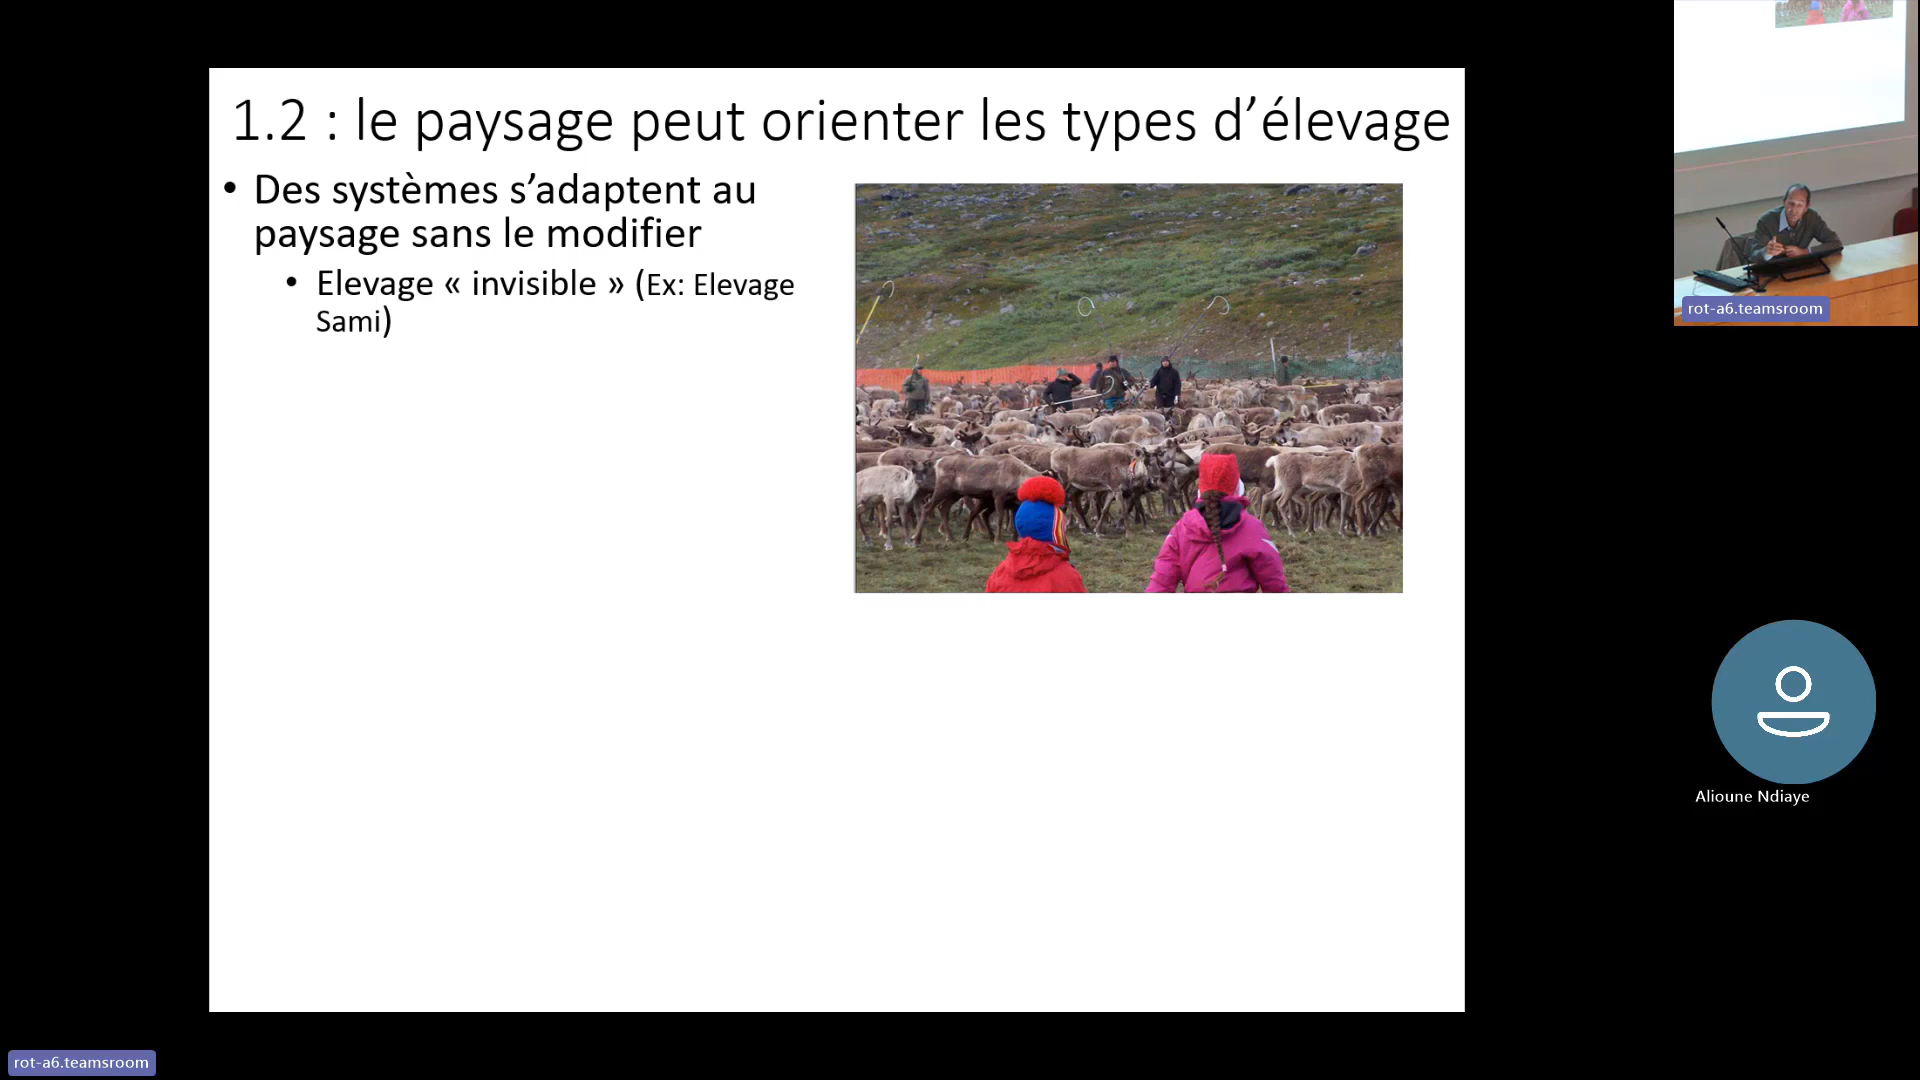 1.2 : le paysage peut orienter les types d’élevage
• Des systèmes s’adaptent au
paysage sans le modifier
• Elevage « invisible » (Ex: Elevage
Sami)
rot-a6.teamsroom
Alioune Ndiaye
rot-a6.teamsroom